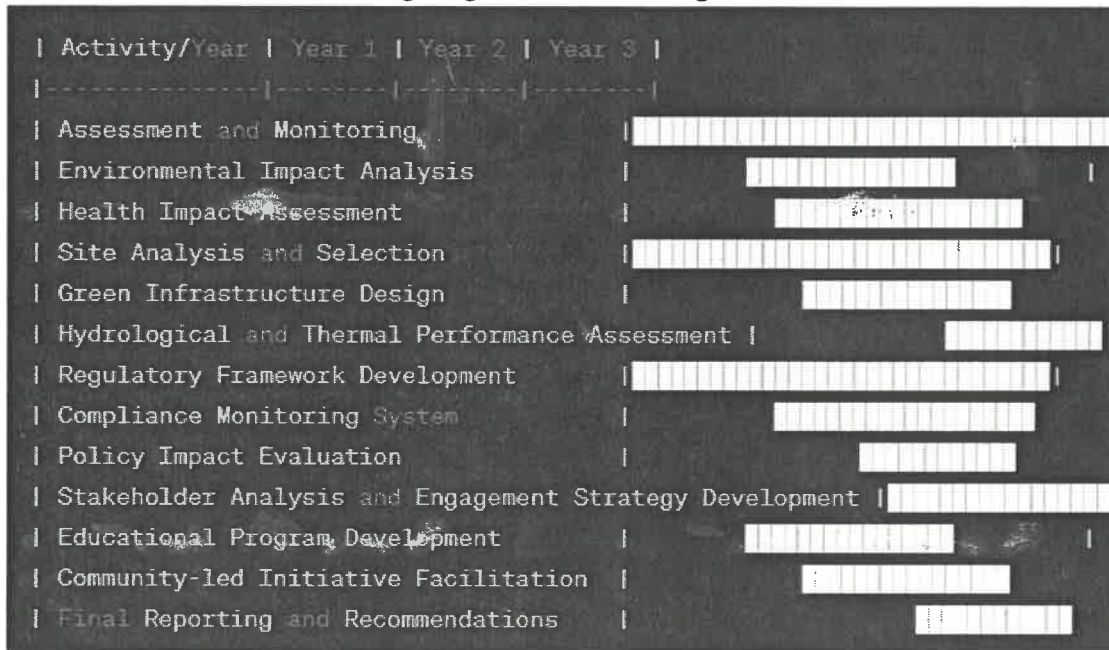 | Activity/Year | Year 1 | Year 2 | Year 3 |
|---------------|--------|--------|--------|
| Assessment and Monitoring |
| Environmental Impact Analysis | |
| Health Impact Assessment |
| Site Analysis and Selection | |
| Green Infrastructure Design |
| Hydrological and Thermal Performance Assessment |
| Regulatory Framework Development | |
| Compliance Monitoring System |
| Policy Impact Evaluation |
| Stakeholder Analysis and Engagement Strategy Development |
| Educational Program Development | |
| Community-led Initiative Facilitation |
| Final Reporting and Recommendations |